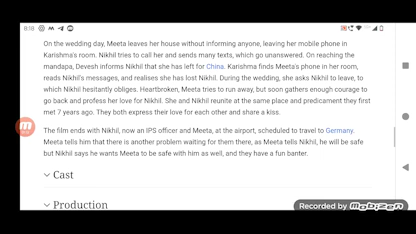 8:18
On the wedding day, Meeta leaves her house without informing anyone, leaving her mobile phone in
Karishma's room. Nikhil tries to call her and sends many texts, which go unanswered. On reaching the
mandapa, Devesh informs Nikhil that she has left for China. Karishma finds Meeta's phone in her room,
reads Nikhil's messages, and realises she has lost Nikhil. During the wedding, she asks Nikhil to leave, to
which Nikhil hesitantly obliges. Heartbroken, Meeta tries to run away, but soon gathers enough courage to
go back and profess her love for Nikhil. She and Nikhil reunite at the same place and predicament they first
met 7 years ago. They both express their love for each other and share a kiss.
The film ends with Nikhil, now an IPS officer and Meeta, at the airport, scheduled to travel to Germany.
Meeta tells him that there is another problem waiting for them there, as Meeta tells Nikhil, he will be safe
but Nikhil says he wants Meeta to be safe with him as well, and they have a fun banter.
Cast
Production
Recorded by Mobizen